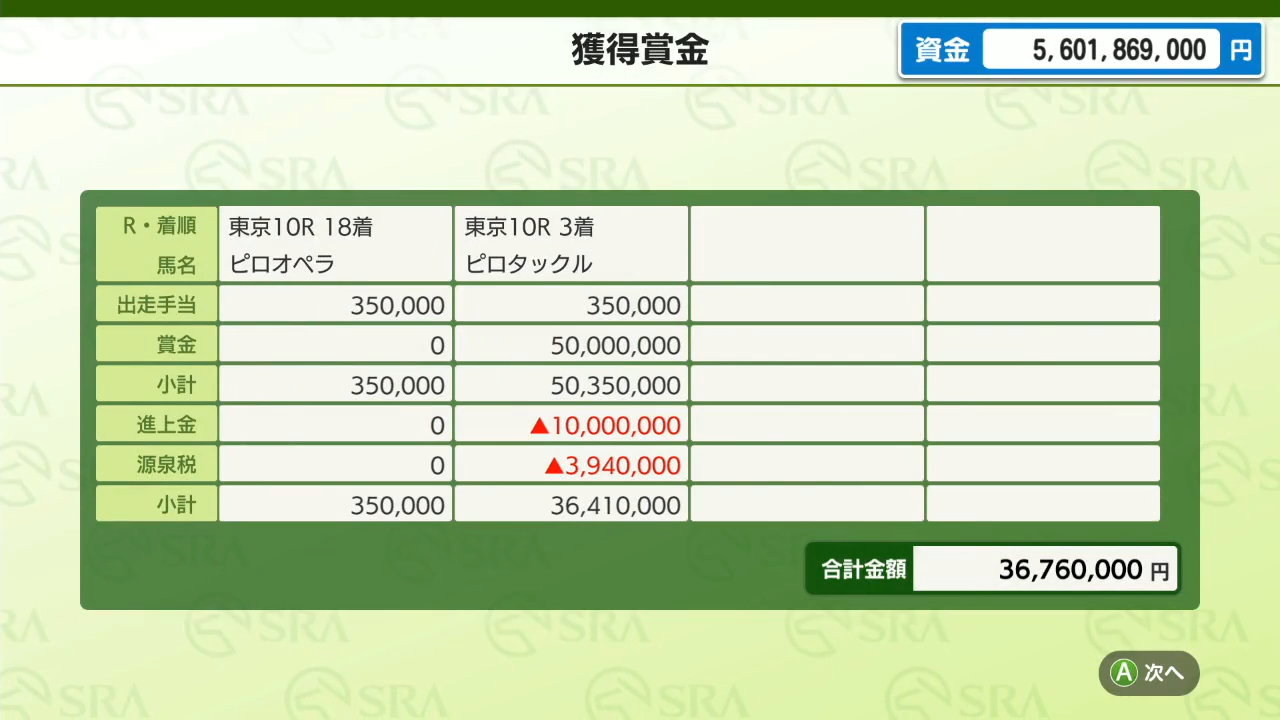 獲得賞金
資金 5,601,869,000 円
R・着順 東京10R 18着 東京10R 3着
馬名 ピロオペラ ピロタックル
出走手当 350,000 350,000
賞金 0 50,000,000
小計 350,000 50,350,000
進上金 0 ▲10,000,000
源泉税 0 ▲3,940,000
小計 350,000 36,410,000
合計金額 36,760,000 円
A 次へ